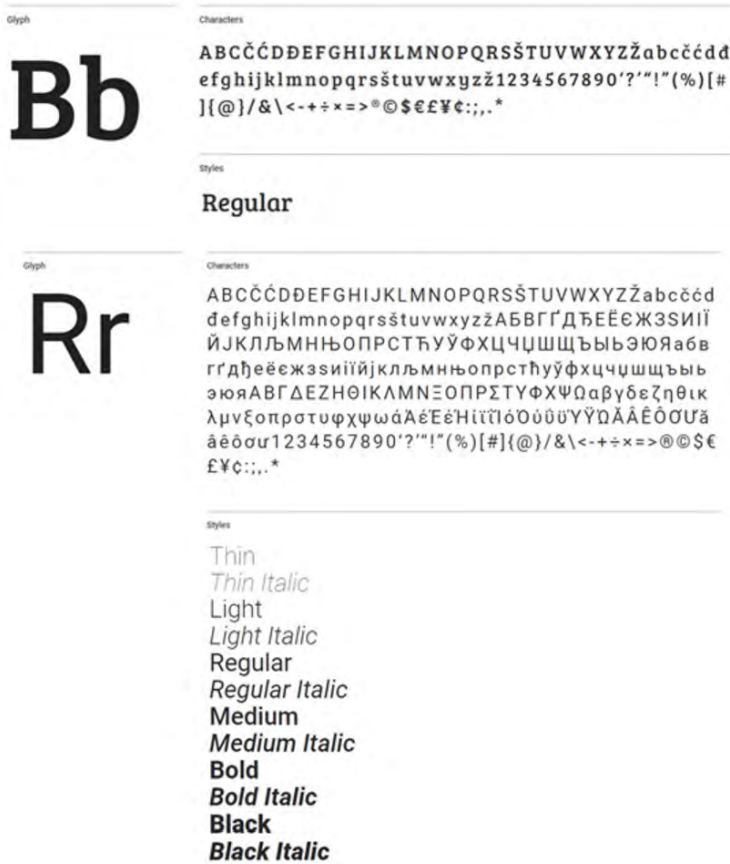 Glyph
Characters
Bb
ABCČĆDĐEFGHIJKLMNOPQRSŠTUVWXYZŽabcčćdđ
efghijklmnopqrsštuvwxyzž1234567890‘?’“!”(%)[#
]{@}/&\<-+÷×=>®©$€£¥¢:;,.*
Styles
Regular
Glyph
Characters
Rr
ABCČĆDĐEFGHIJKLMNOPQRSŠTUVWXYZŽabcčćd
đefghijklmnopqrsštuvwxyzžАБВГҐДЂЕЁЄЖЗЅИІЇ
ЙЈКЛЉМНЊОПРСТЋУЎФХЦЧЏШЩЪЫЬЭЮЯабв
гґдђеёєжзѕиіїйјклљмнњопрстћуўфхцчџшщъыь
эюяΑΒΓΔΕΖΗΘΙΚΛΜΝΞΟΠΡΣΤΥΦΧΨΩαβγδεζηθικ
λμνξοπρστυφχψωάΆέΈέΉίϊΐΊόΌύΰϋΎΫΏĂÂÊÔƠƯă
âêôơư1234567890‘?’“!”(%)[#]{@}/&\<-+÷×=>®©$€
£¥¢:;,.*
Styles
Thin
Thin Italic
Light
Light Italic
Regular
Regular Italic
Medium
Medium Italic
Bold
Bold Italic
Black
Black Italic